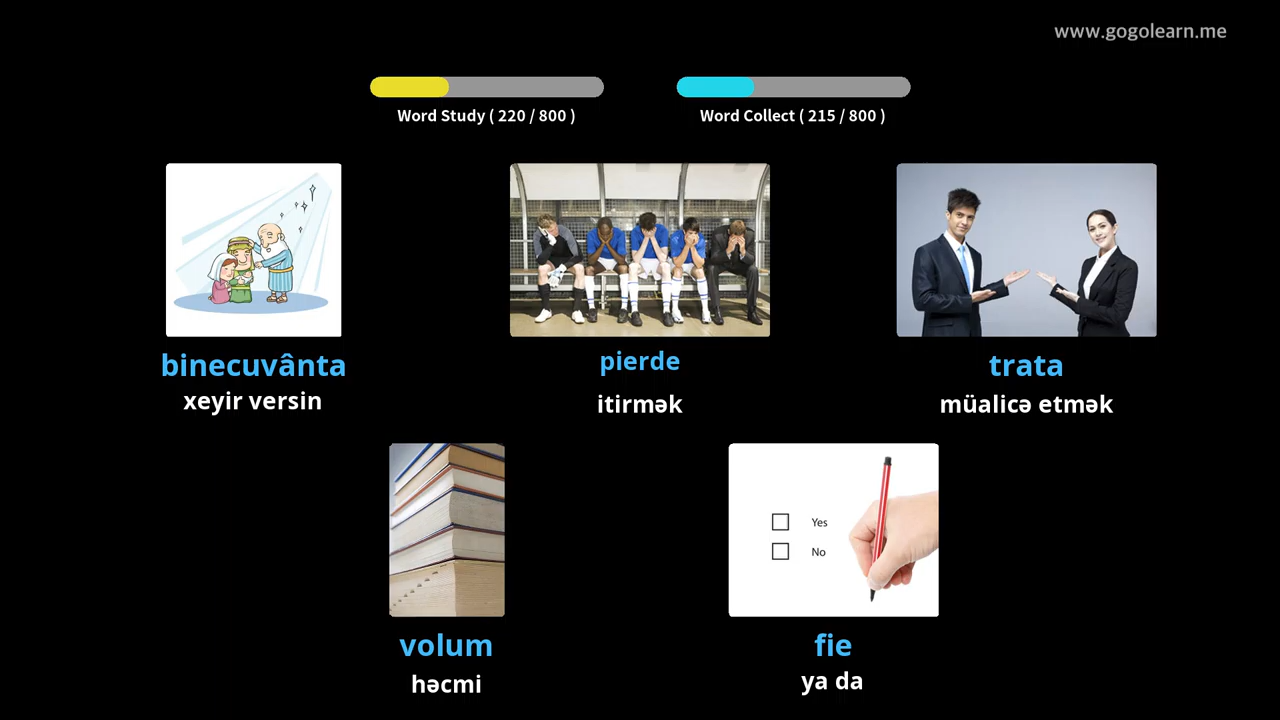 www.gogolearn.me
Word Study ( 220 / 800 )
Word Collect ( 215 / 800 )
binecuvânta
xeyir versin
pierde
itirmək
trata
müalicə etmək
volum
həcmi
Yes
No
fie
ya da